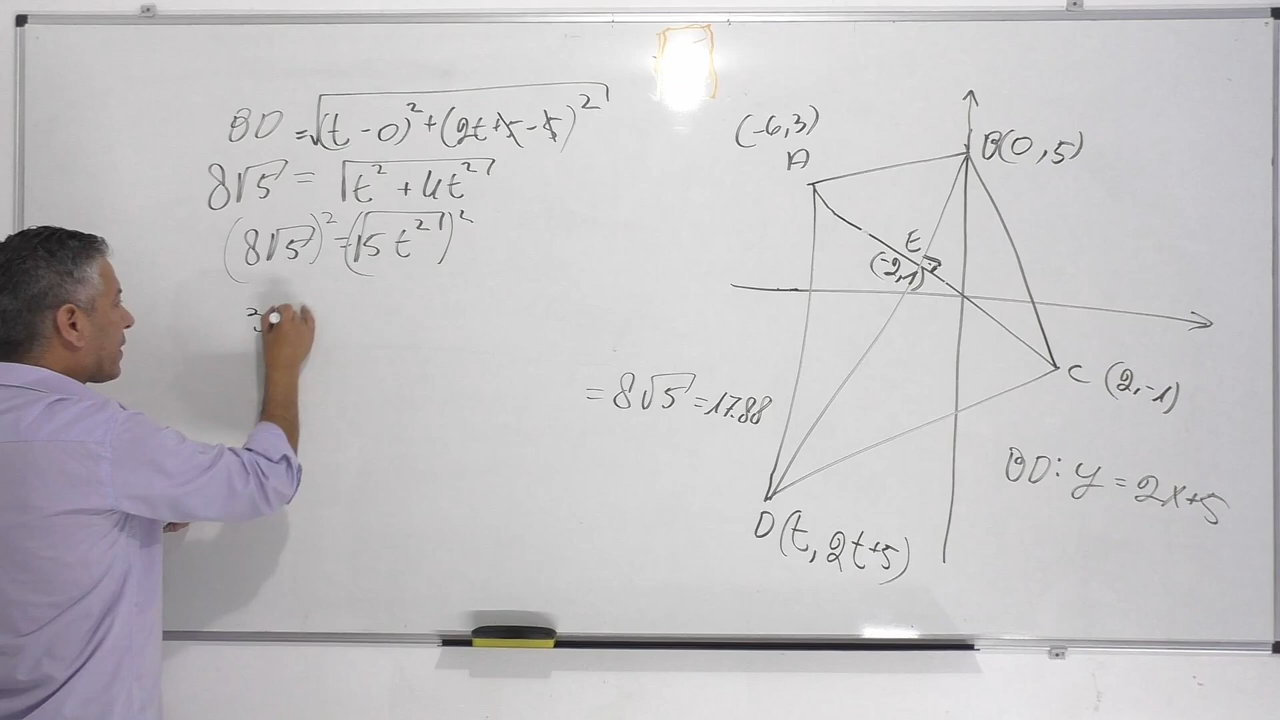 BD = √(t - 0)² + (2t + 5 - 5)²
8√5 = √t² + 4t²
(8√5)² = (√5t²)²
3
= 8√5 = 17.88
(-6,3)
A
B(0,5)
E
(-2,1)
C (2,-1)
D(t, 2t+5)
BD: y = 2x+5